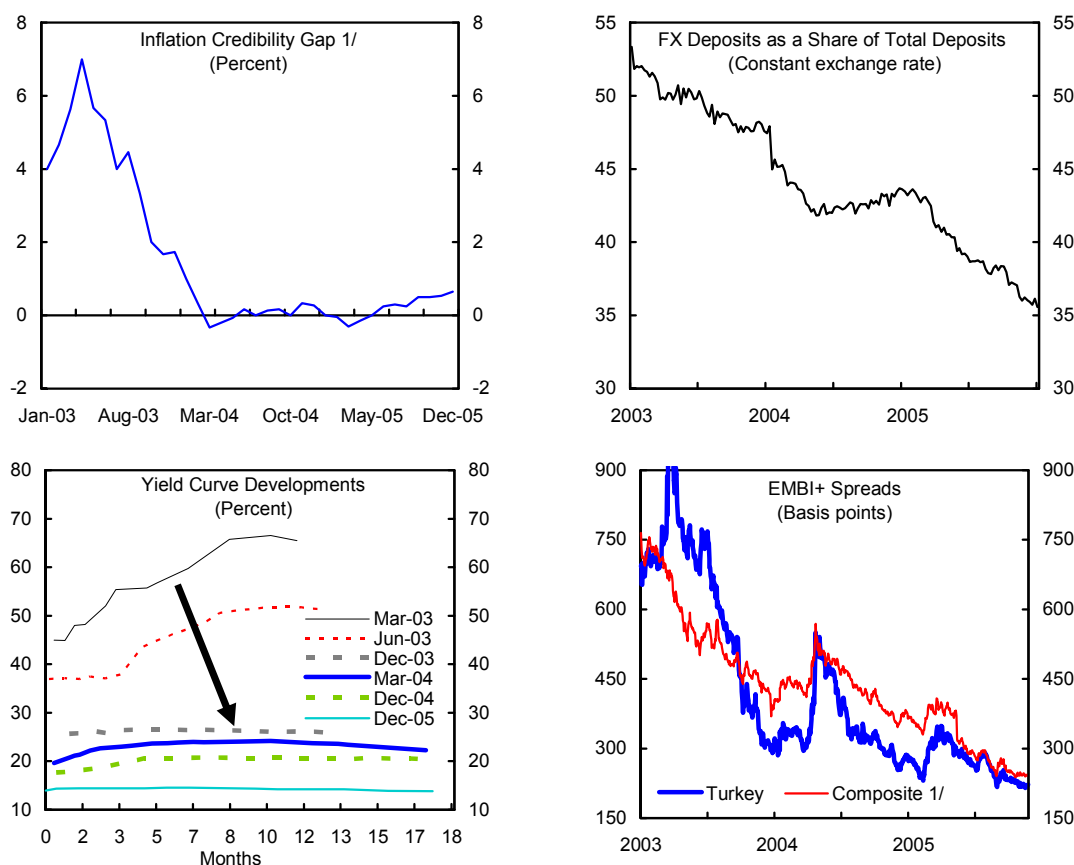 Inflation Credibility Gap 1/
(Percent)
8
6
4
2
0
-2
8
6
4
2
0
-2
Jan-03 Aug-03 Mar-04 Oct-04 May-05 Dec-05
FX Deposits as a Share of Total Deposits
(Constant exchange rate)
55
50
45
40
35
30
55
50
45
40
35
30
2003 2004 2005
Yield Curve Developments
(Percent)
80
70
60
50
40
30
20
10
80
70
60
50
40
30
20
10
Mar-03
Jun-03
Dec-03
Mar-04
Dec-04
Dec-05
0 2 3 5 7 8 10 12 13 15 17 18
Months
EMBI+ Spreads
(Basis points)
900
750
600
450
300
150
900
750
600
450
300
150
Turkey Composite 1/
2003 2004 2005